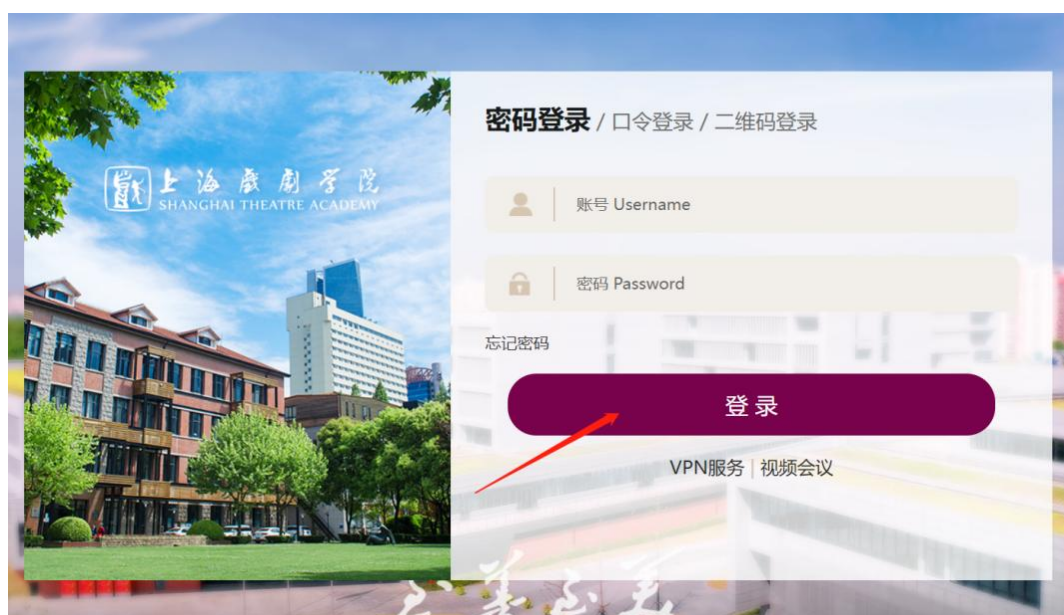 上海戲劇學院
SHANGHAI THEATRE ACADEMY
密码登录 / 口令登录 / 二维码登录
账号 Username
密码 Password
忘记密码
登录
VPN服务 | 视频会议